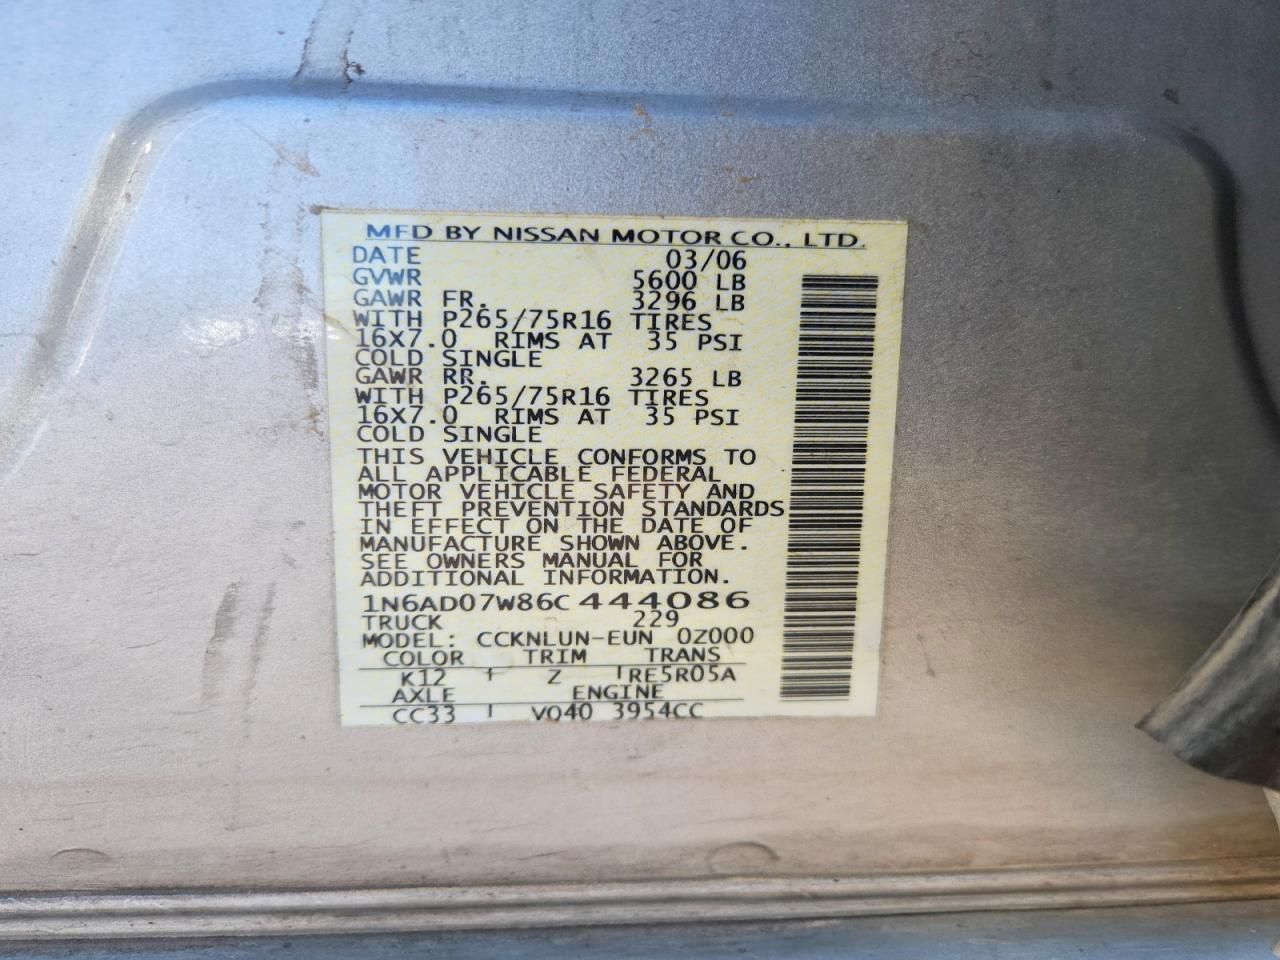 MFD BY NISSAN MOTOR CO., LTD.
DATE 03/06
GVWR 5600 LB
GAWR FR. 3296 LB
WITH P265/75R16 TIRES
16X7.0 RIMS AT 35 PSI
COLD SINGLE
GAWR RR. 3265 LB
WITH P265/75R16 TIRES
16X7.0 RIMS AT 35 PSI
COLD SINGLE
THIS VEHICLE CONFORMS TO
ALL APPLICABLE FEDERAL
MOTOR VEHICLE SAFETY AND
THEFT PREVENTION STANDARDS
IN EFFECT ON THE DATE OF
MANUFACTURE SHOWN ABOVE.
SEE OWNERS MANUAL FOR
ADDITIONAL INFORMATION.
1N6AD07W86C444086
TRUCK 229
MODEL: CCKNLUN-EUN 0Z000
COLOR TRIM TRANS
K12 Z RE5R05A
AXLE ENGINE
CC33 VQ40 3954CC